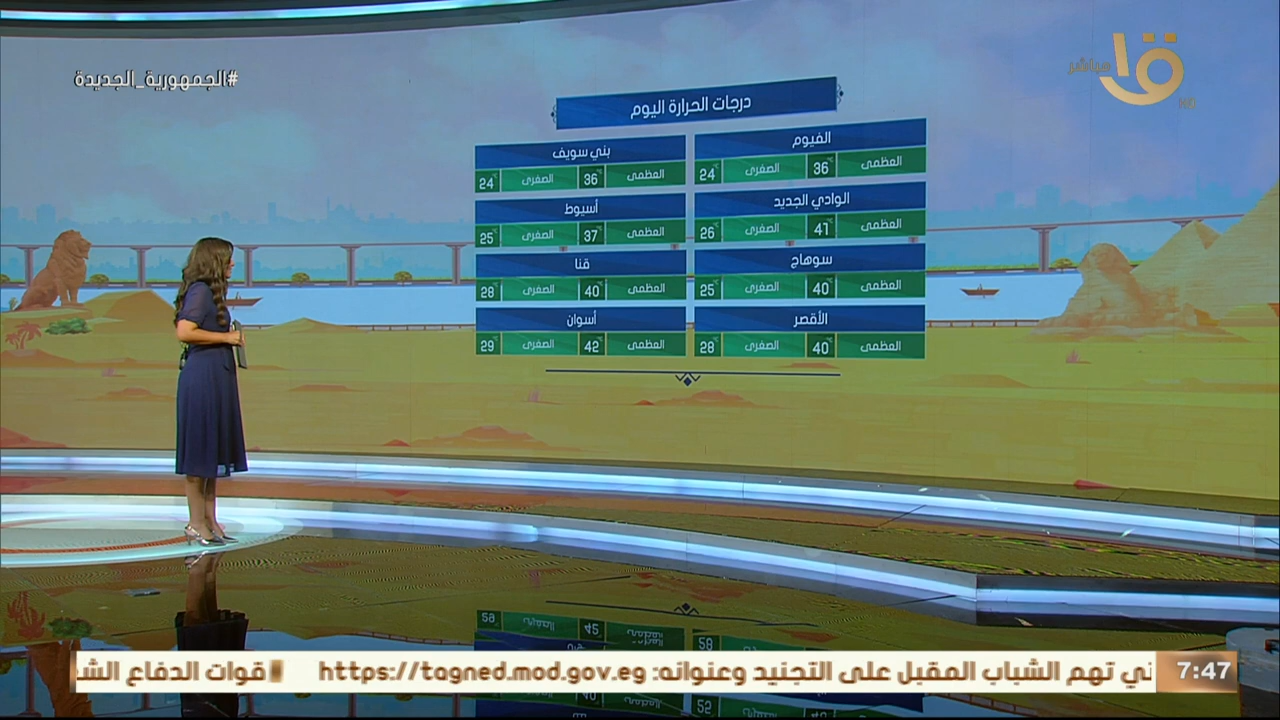 #الجمهورية_الجديدة
مباشر
HD
درجات الحرارة اليوم
الفيوم
العظمى 36°C الصغرى 24°C
بني سويف
العظمى 36°C الصغرى 24°C
الوادي الجديد
العظمى 41°C الصغرى 26°C
أسيوط
العظمى 37°C الصغرى 25°C
سوهاج
العظمى 40°C الصغرى 25°C
قنا
العظمى 40°C الصغرى 28°C
الأقصر
العظمى 40°C الصغرى 28°C
أسوان
العظمى 42°C الصغرى 29°C
7:47
تهم الشباب المقبل على التجنيد وعنوانه: https://tagned.mod.gov.eg قوات الدفاع